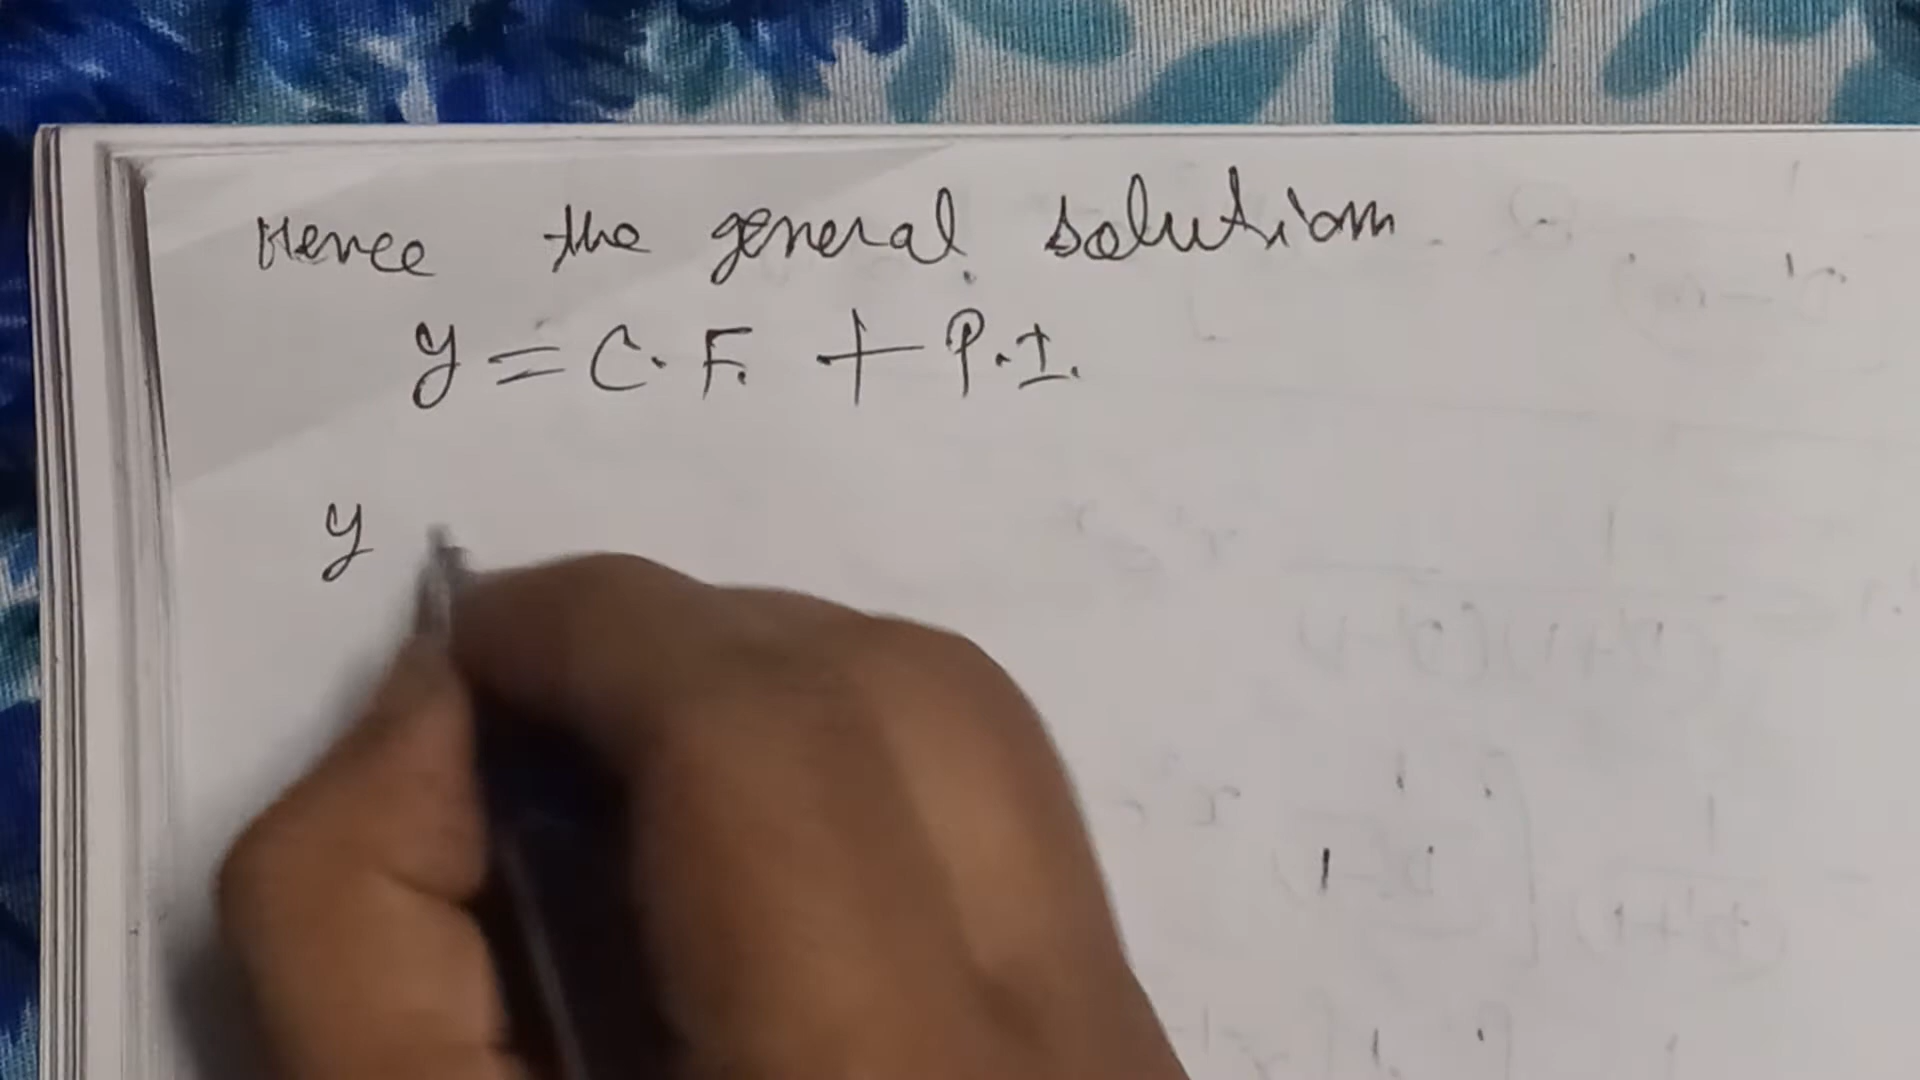 Hence the general solution
y = C.F. + P.I.
y